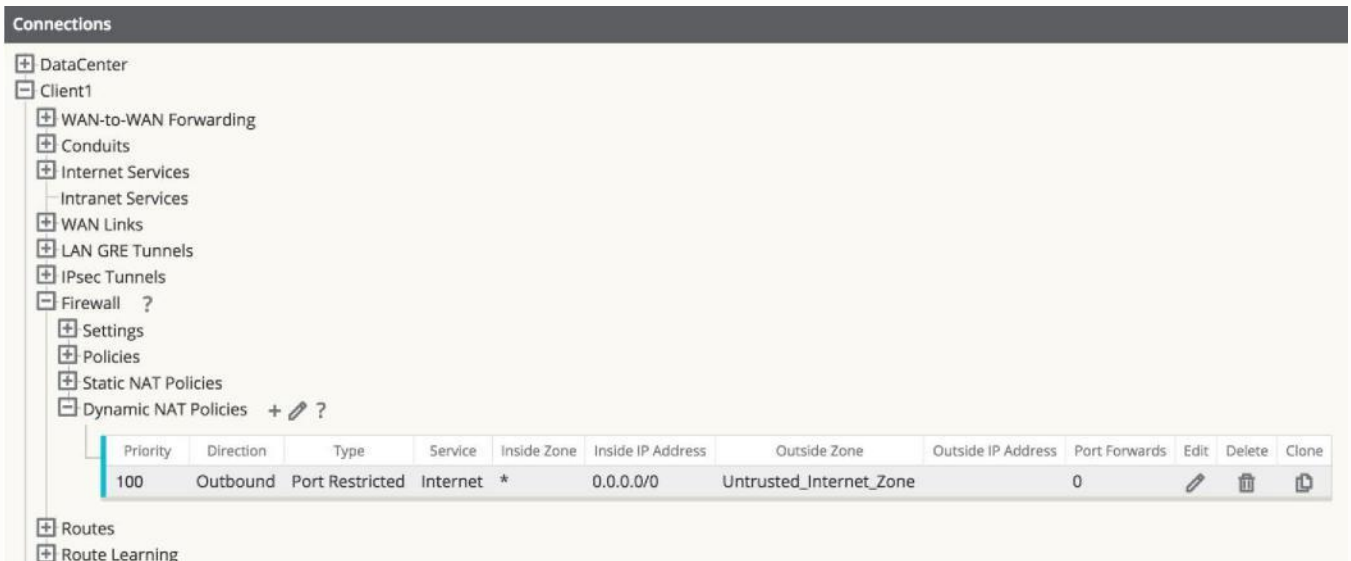 Connections
DataCenter
Client1
WAN-to-WAN Forwarding
Conduits
Internet Services
Intranet Services
WAN Links
LAN GRE Tunnels
IPsec Tunnels
Firewall ?
Settings
Policies
Static NAT Policies
Dynamic NAT Policies + ?
Priority Direction Type Service Inside Zone Inside IP Address Outside Zone Outside IP Address Port Forwards Edit Delete Clone
100 Outbound Port Restricted Internet * 0.0.0.0/0 Untrusted_Internet_Zone 0
Routes
Route Learning